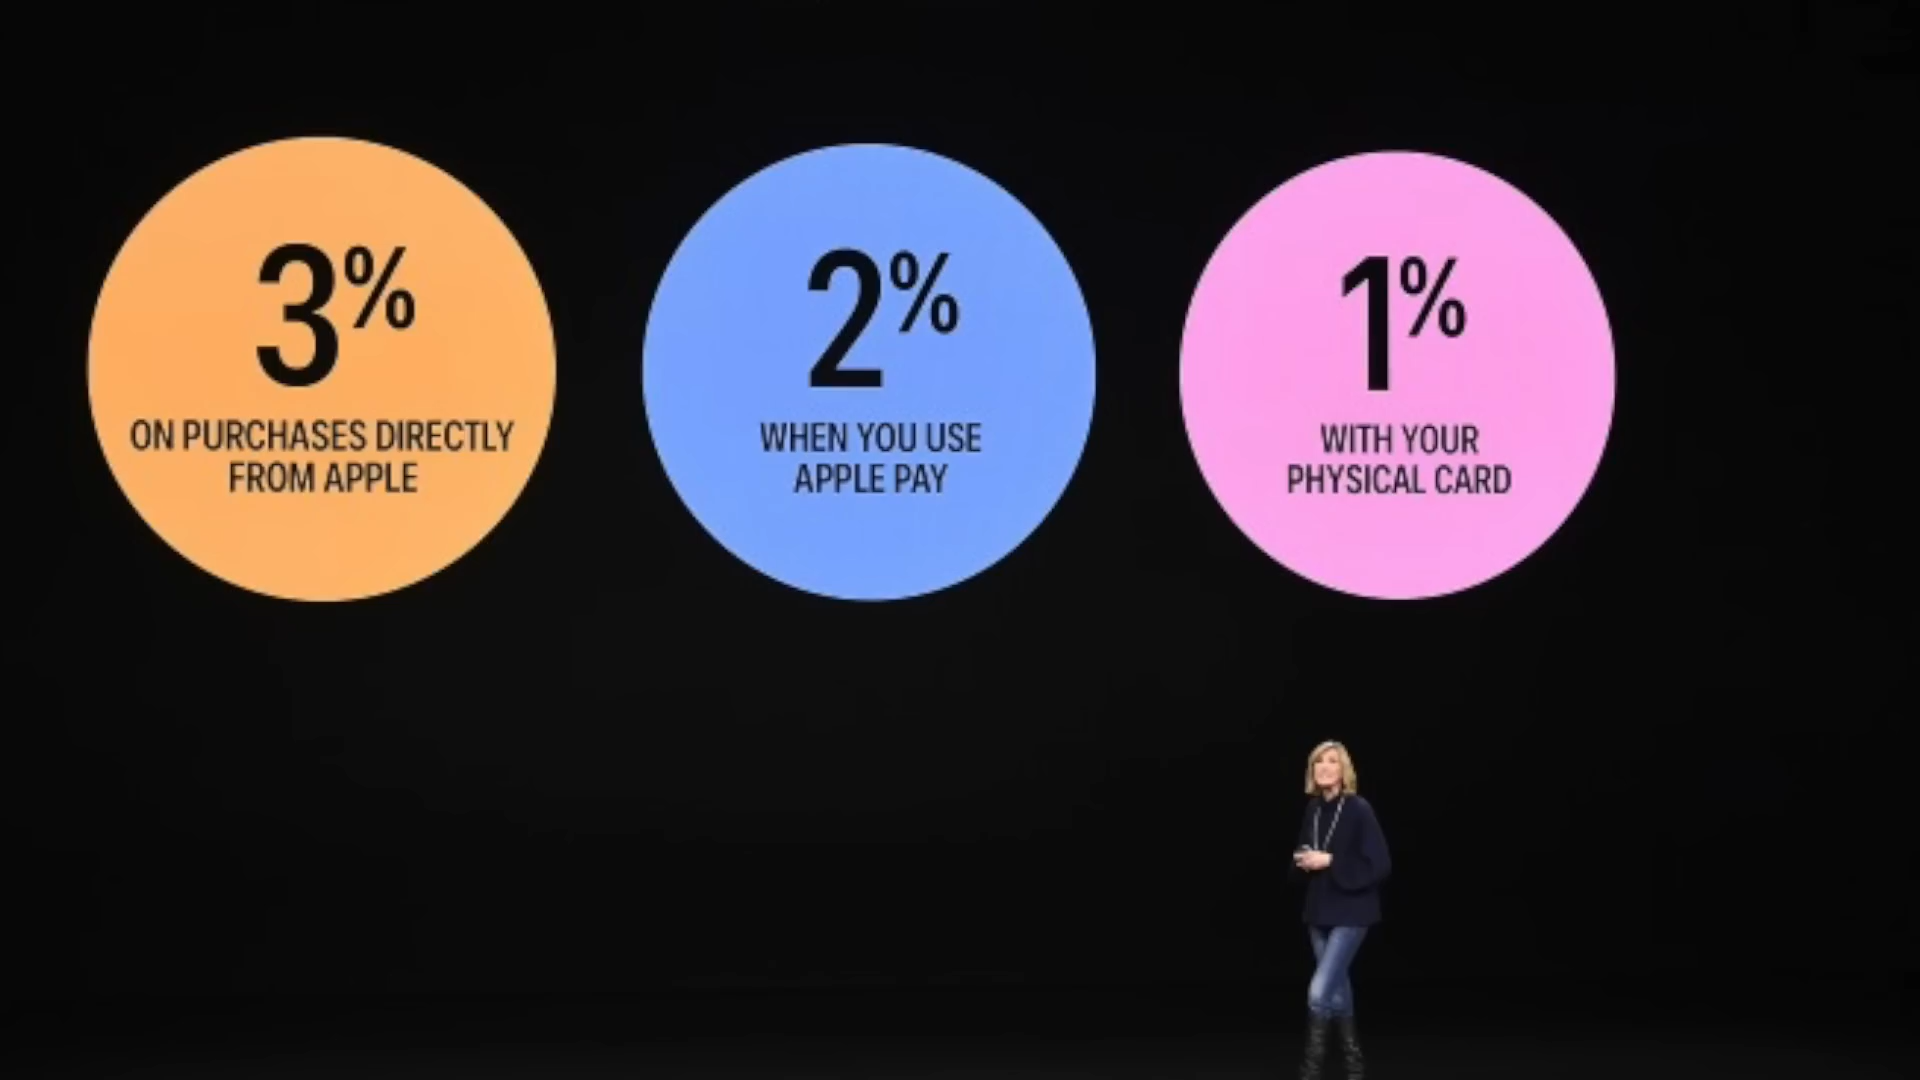 3%
ON PURCHASES DIRECTLY
FROM APPLE
2%
WHEN YOU USE
APPLE PAY
1%
WITH YOUR
PHYSICAL CARD